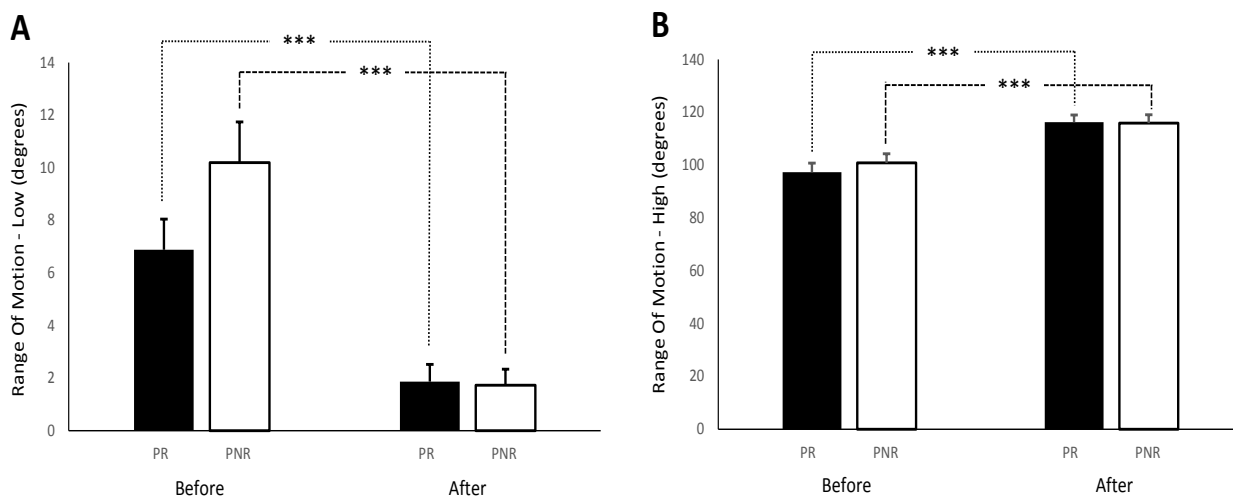 A
***
***
14
12
10
8
6
4
2
0
Range Of Motion - Low (degrees)
PR
PNR
PR
PNR
Before
After
B
***
***
140
120
100
80
60
40
20
0
Range Of Motion - High (degrees)
PR
PNR
PR
PNR
Before
After